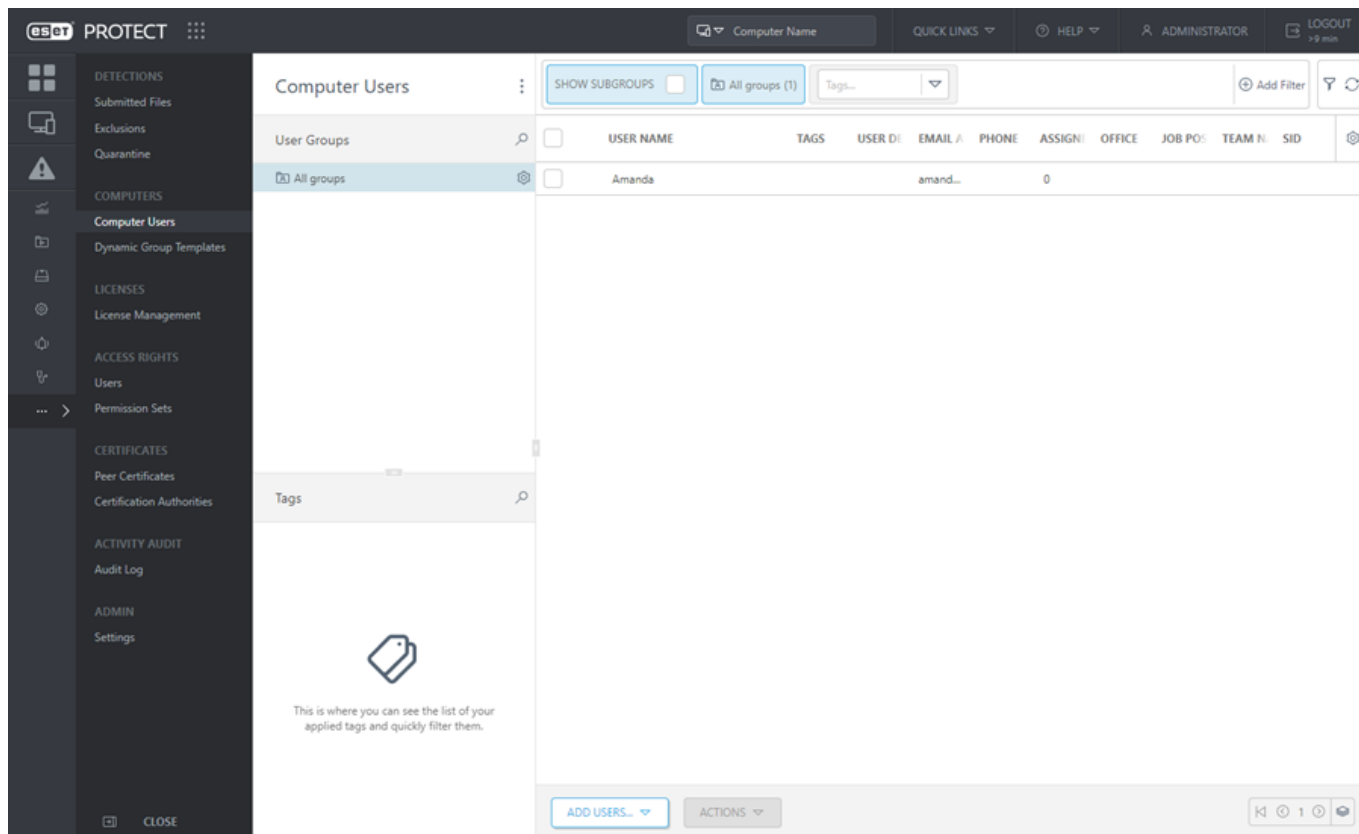 eset PROTECT
Computer Name
QUICK LINKS
HELP
ADMINISTRATOR
LOGOUT
>9 min
DETECTIONS
Submitted Files
Exclusions
Quarantine
COMPUTERS
Computer Users
Dynamic Group Templates
LICENSES
License Management
ACCESS RIGHTS
Users
Permission Sets
CERTIFICATES
Peer Certificates
Certification Authorities
ACTIVITY AUDIT
Audit Log
ADMIN
Settings
CLOSE
Computer Users
User Groups
All groups
Tags
This is where you can see the list of your
applied tags and quickly filter them.
SHOW SUBGROUPS
All groups (1)
Tags...
Add Filter
USER NAME TAGS USER DE EMAIL A PHONE ASSIGNE OFFICE JOB POS TEAM N. SID
Amanda amand... 0
ADD USERS...
ACTIONS
1